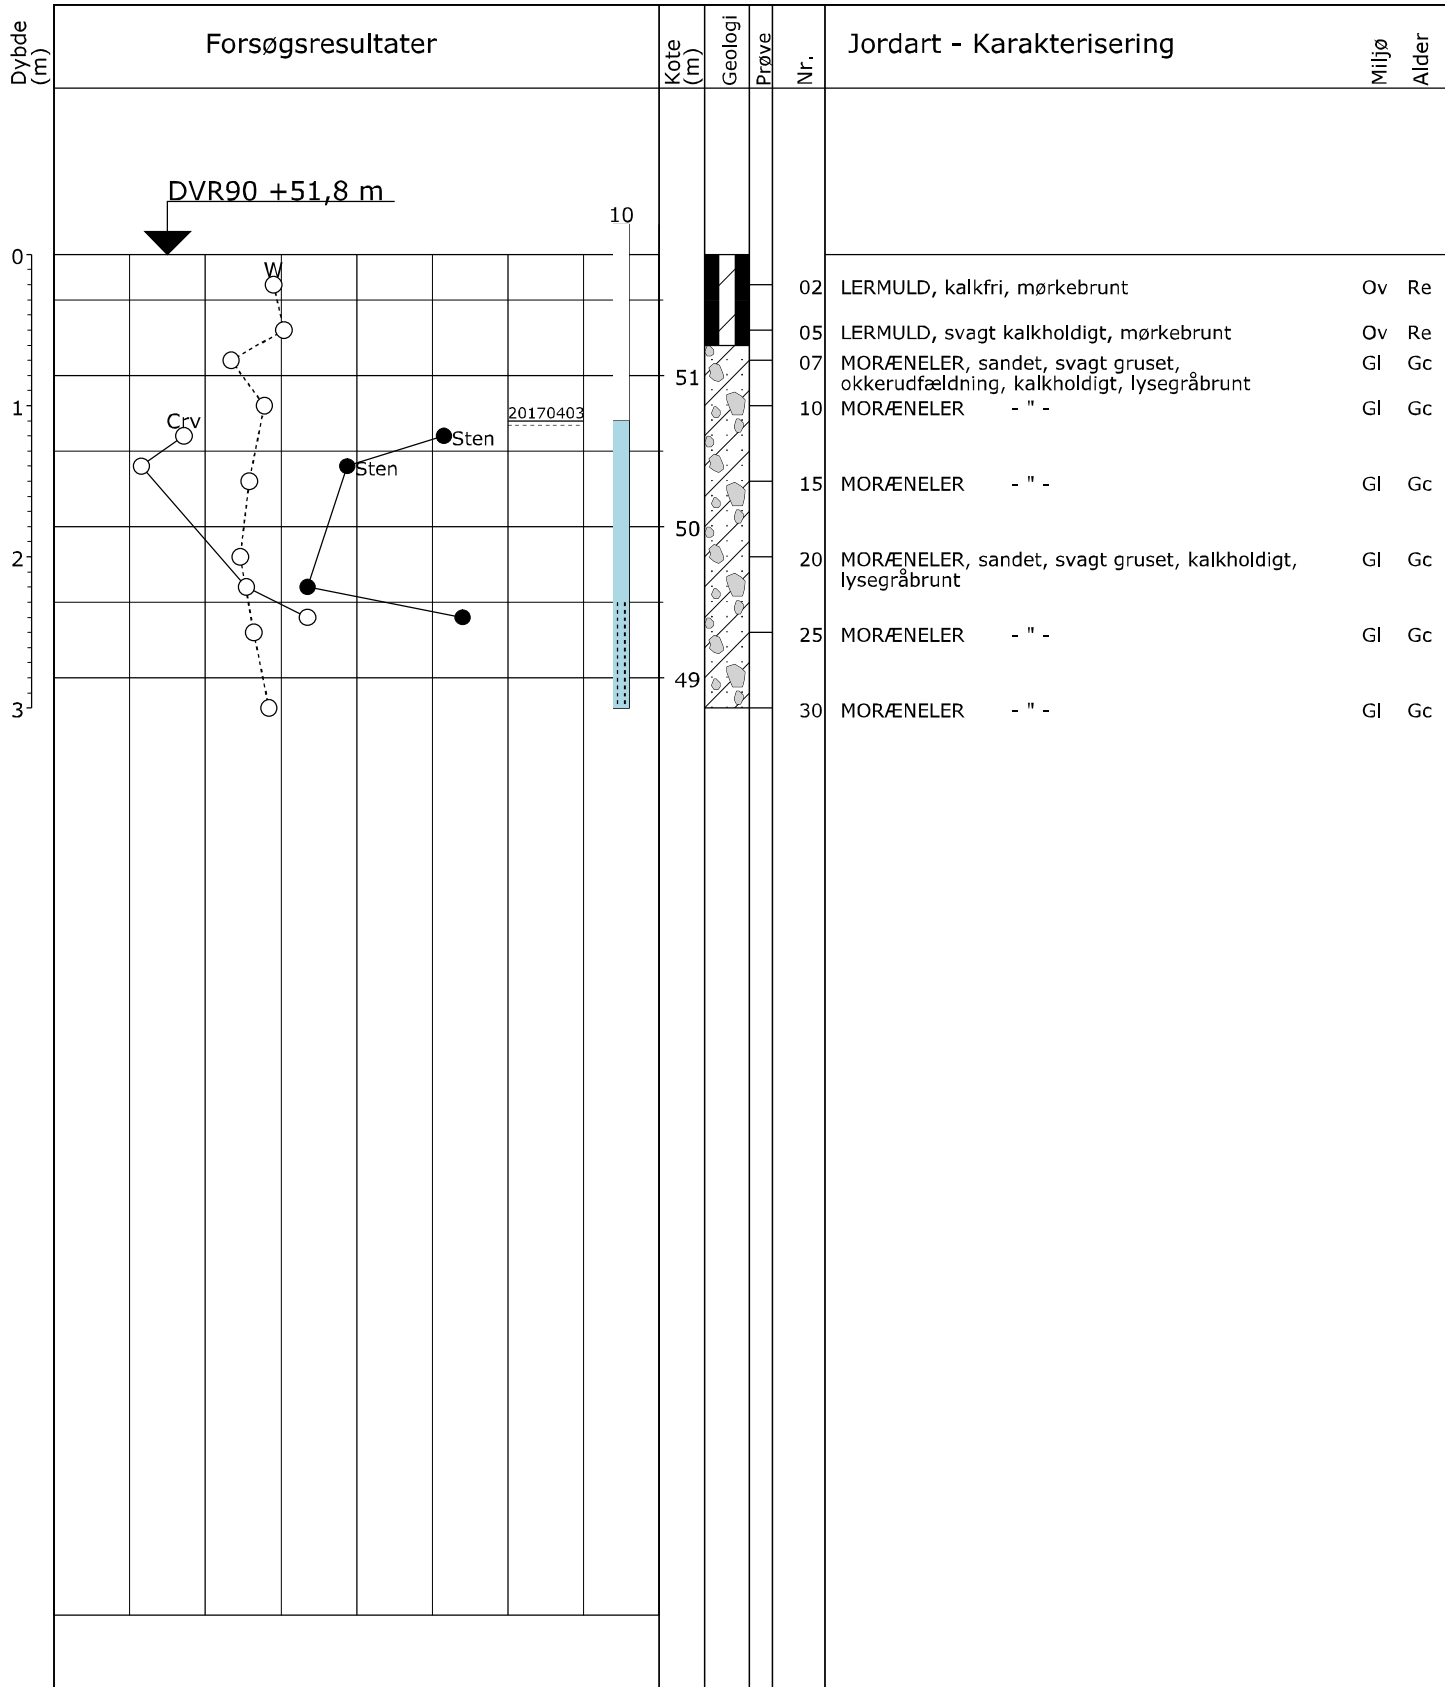 Dybde (m)
Forsøgsresultater
Kote (m)
Geologi
Prøve
Nr.
Jordart - Karakterisering
Miljø
Alder
DVR90 +51,8 m
10
0
W
02 LERMULD, kalkfri, mørkebrunt Ov Re
05 LERMULD, svagt kalkholdigt, mørkebrunt Ov Re
07 MORÆNELER, sandet, svagt gruset, Gl Gc
okkerudfældning, kalkholdigt, lysegråbrunt
51
1
10 MORÆNELER - " - Gl Gc
20170403
Crv
Sten
Sten
15 MORÆNELER - " - Gl Gc
50
2
20 MORÆNELER, sandet, svagt gruset, kalkholdigt, Gl Gc
lysegråbrunt
25 MORÆNELER - " - Gl Gc
49
3
30 MORÆNELER - " - Gl Gc